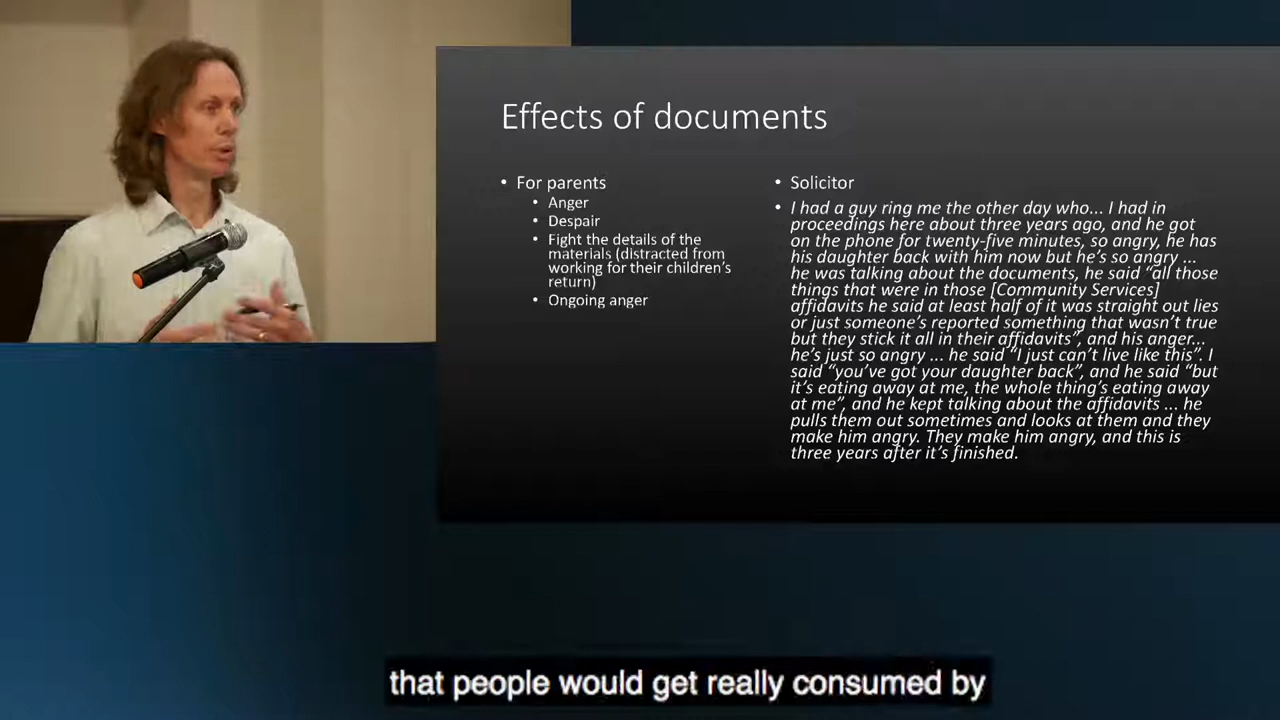 Effects of documents
• For parents
• Anger
• Despair
• Fight the details of the
materials (distracted from
working for their children's
return)
• Ongoing anger
• Solicitor
• I had a guy ring me the other day who... I had in
proceedings here about three years ago, and he got
on the phone for twenty-five minutes, so angry, he has
his daughter back with him now but he's so angry ...
he was talking about the documents, he said “all those
things that were in those [Community Services]
affidavits he said at least half of it was straight out lies
or just someone's reported something that wasn't true
but they stick it all in their affidavits”, and his anger...
he's just so angry ... he said “I just can't live like this”. I
said “you've got your daughter back”, and he said “but
it's eating away at me, the whole thing's eating away
at me”, and he kept talking about the affidavits ... he
pulls them out sometimes and looks at them and they
make him angry. They make him angry, and this is
three years after it's finished.
that people would get really consumed by